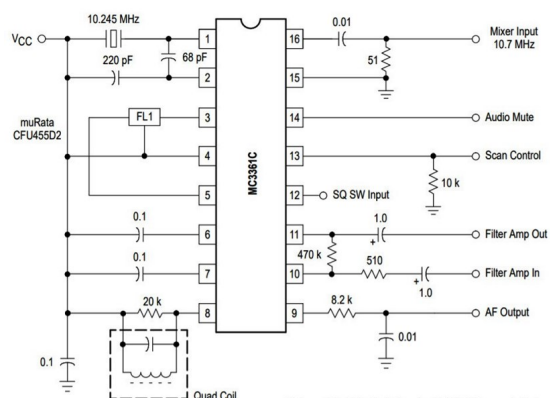 10.245 MHz
VCC
220 pF
68 pF
muRata
CFU455D2
FL1
0.1
0.1
20 k
0.1
Quad Coil
MC3361C
1
2
3
4
5
6
7
8
16
15
14
13
12
11
10
9
0.01
51
Mixer Input
10.7 MHz
Audio Mute
Scan Control
10 k
SQ SW Input
1.0
+
Filter Amp Out
470 k
510
Filter Amp In
+
1.0
8.2 k
AF Output
0.01